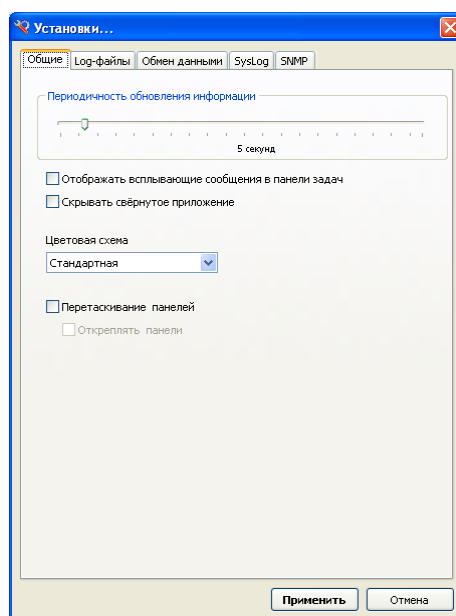 Установки...
Общие Log-файлы Обмен данными SysLog SNMP
Периодичность обновления информации
5 секунд
Отображать всплывающие сообщения в панели задач
Скрывать свёрнутое приложение
Цветовая схема
Стандартная
Перетаскивание панелей
Откреплять панели
Применить Отмена